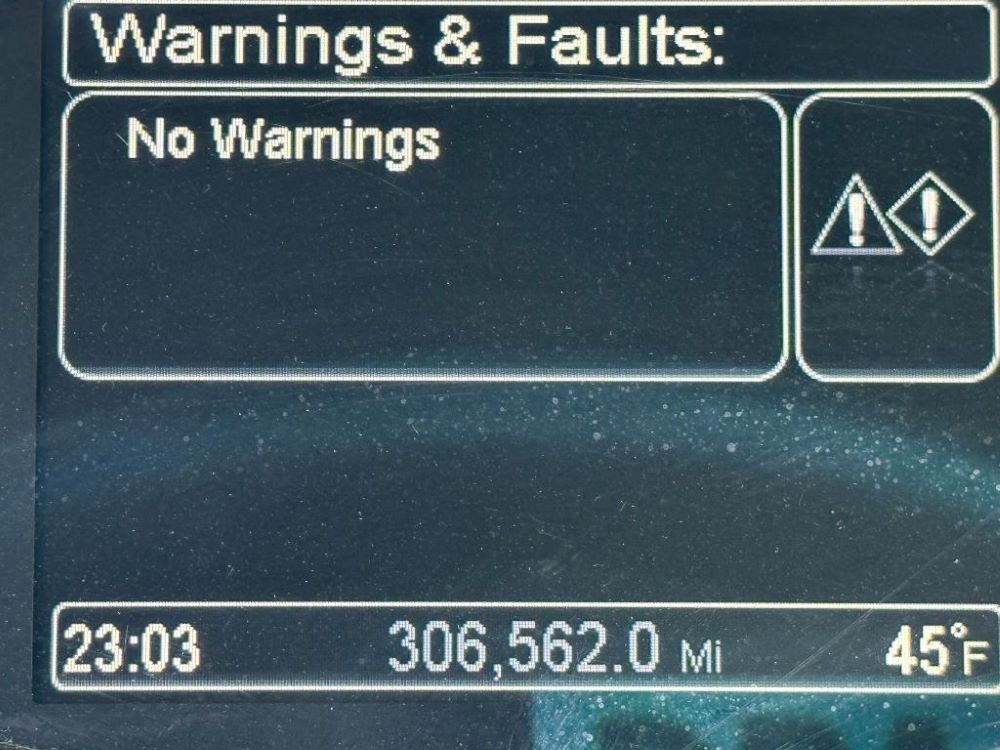 Warnings & Faults:
No Warnings
23:03 306,562.0 Mi 45°F